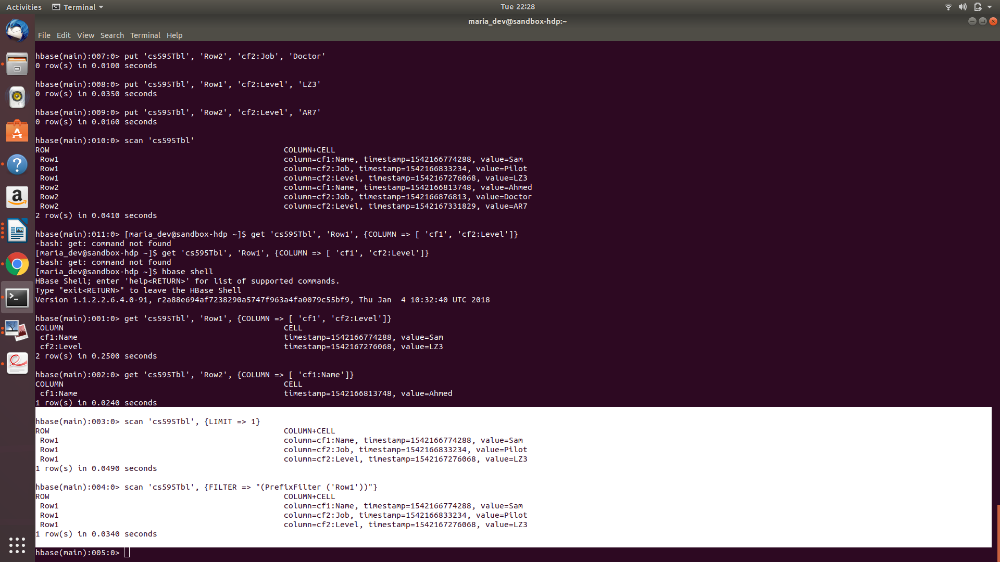 Activities
Terminal
Tue 22:28
maria_dev@sandbox-hdp:~
File Edit View Search Terminal Help
hbase(main):007:0> put 'cs595Tbl', 'Row2', 'cf2:Job', 'Doctor'
0 row(s) in 0.0100 seconds
hbase(main):008:0> put 'cs595Tbl', 'Row1', 'cf2:Level', 'LZ3'
0 row(s) in 0.0350 seconds
hbase(main):009:0> put 'cs595Tbl', 'Row2', 'cf2:Level', 'AR7'
0 row(s) in 0.0160 seconds
hbase(main):010:0> scan 'cs595Tbl'
ROW COLUMN+CELL
Row1 column=cf1:Name, timestamp=1542166774288, value=Sam
Row1 column=cf2:Job, timestamp=1542166833234, value=Pilot
Row1 column=cf2:Level, timestamp=1542167276068, value=LZ3
Row2 column=cf1:Name, timestamp=1542166813748, value=Ahmed
Row2 column=cf2:Job, timestamp=1542166876813, value=Doctor
Row2 column=cf2:Level, timestamp=1542167331829, value=AR7
2 row(s) in 0.0410 seconds
hbase(main):011:0> [maria_dev@sandbox-hdp ~]$ get 'cs595Tbl', 'Row1', {COLUMN => [ 'cf1', 'cf2:Level']}
-bash: get: command not found
[maria_dev@sandbox-hdp ~]$ get 'cs595Tbl', 'Row1', {COLUMN => [ 'cf1', 'cf2:Level']}
-bash: get: command not found
[maria_dev@sandbox-hdp ~]$ hbase shell
HBase Shell; enter 'help<RETURN>' for list of supported commands.
Type "exit<RETURN>" to leave the HBase Shell
Version 1.1.2.2.6.4.0-91, r2a88e694af7238290a5747f963a4fa0079c55bf9, Thu Jan  4 10:32:40 UTC 2018
hbase(main):001:0> get 'cs595Tbl', 'Row1', {COLUMN => [ 'cf1', 'cf2:Level']}
COLUMN CELL
cf1:Name timestamp=1542166774288, value=Sam
cf2:Level timestamp=1542167276068, value=LZ3
2 row(s) in 0.2500 seconds
hbase(main):002:0> get 'cs595Tbl', 'Row2', {COLUMN => [ 'cf1:Name']}
COLUMN CELL
cf1:Name timestamp=1542166813748, value=Ahmed
1 row(s) in 0.0240 seconds
hbase(main):003:0> scan 'cs595Tbl', {LIMIT => 1}
ROW COLUMN+CELL
Row1 column=cf1:Name, timestamp=1542166774288, value=Sam
Row1 column=cf2:Job, timestamp=1542166833234, value=Pilot
Row1 column=cf2:Level, timestamp=1542167276068, value=LZ3
1 row(s) in 0.0490 seconds
hbase(main):004:0> scan 'cs595Tbl', {FILTER => "(PrefixFilter ('Row1'))"}
ROW COLUMN+CELL
Row1 column=cf1:Name, timestamp=1542166774288, value=Sam
Row1 column=cf2:Job, timestamp=1542166833234, value=Pilot
Row1 column=cf2:Level, timestamp=1542167276068, value=LZ3
1 row(s) in 0.0340 seconds
hbase(main):005:0>